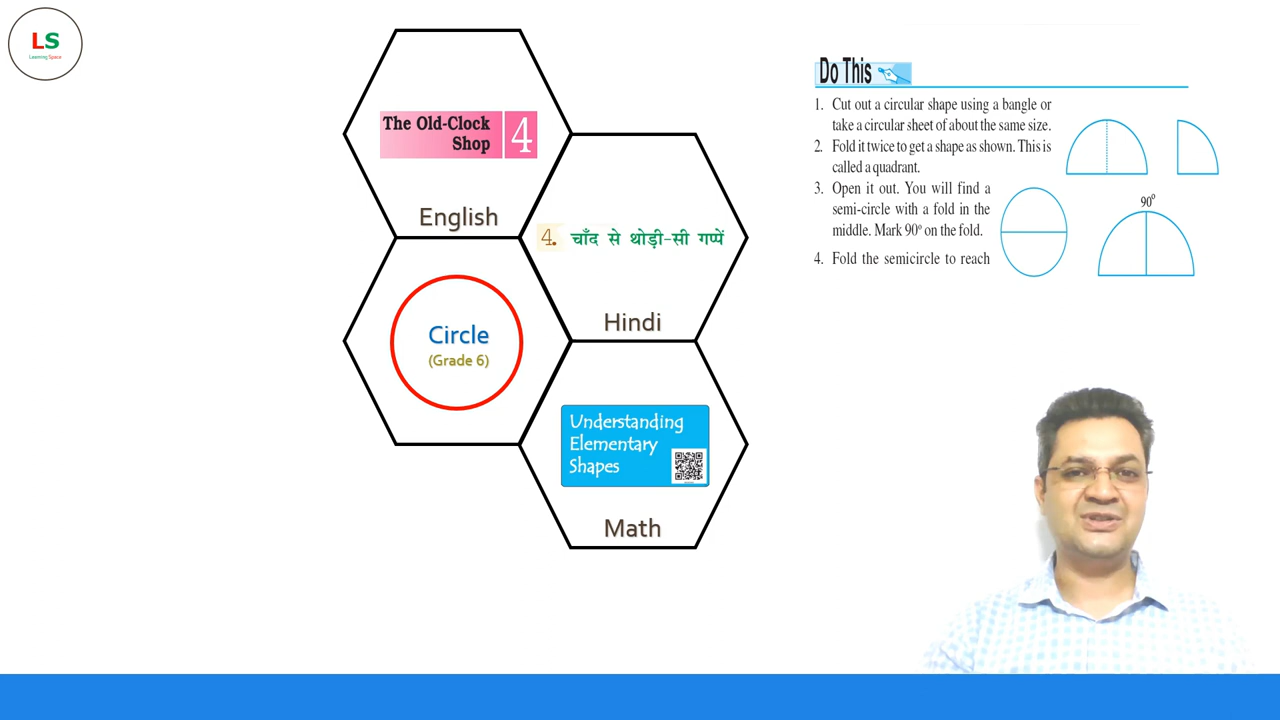 LS
Learning Space
The Old-Clock
Shop
4
English
4. चाँद से थोड़ी-सी गप्पें
Hindi
Circle
(Grade 6)
Understanding
Elementary
Shapes
Math
Do This
1. Cut out a circular shape using a bangle or
take a circular sheet of about the same size.
2. Fold it twice to get a shape as shown. This is
called a quadrant.
3. Open it out. You will find a
semi-circle with a fold in the
middle. Mark 90° on the fold.
4. Fold the semicircle to reach
90°